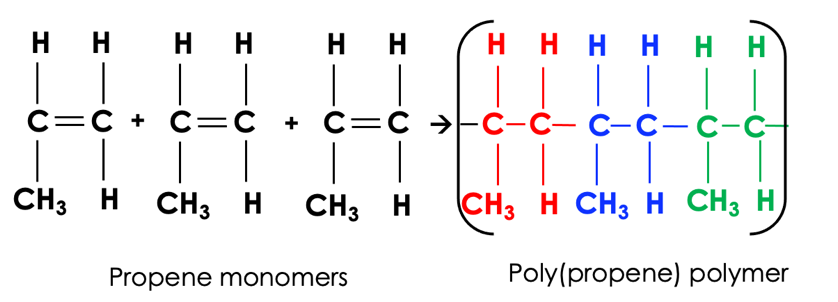 H H H H H H H H H H H H
C=C + C=C + C=C → -C-C-C-C-C-C-
CH₃ H CH₃ H CH₃ H CH₃ H CH₃ H CH₃ H
Propene monomers
Poly(propene) polymer